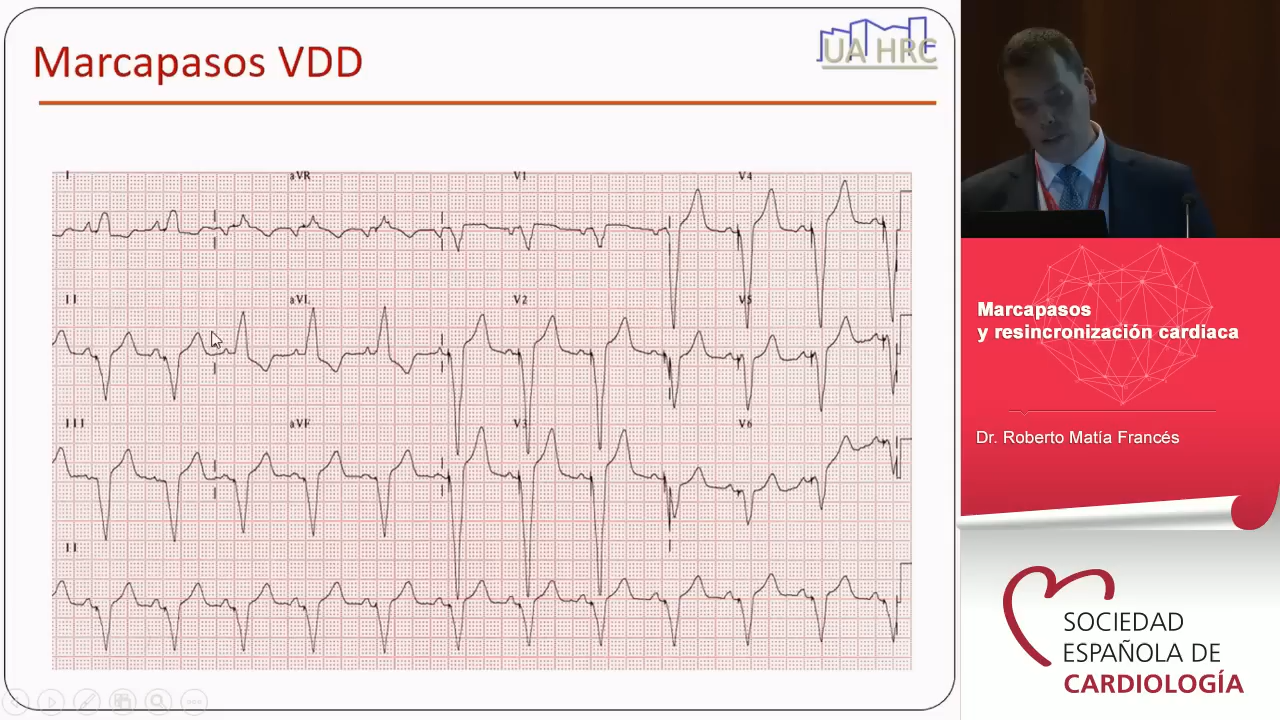 Marcapasos VDD
UA HRC
I
aVR
V1
V4
II
aVL
V2
V5
III
aVF
V3
V6
II
Marcapasos
y resincronización cardiaca
Dr. Roberto Matía Francés
SOCIEDAD
ESPAÑOLA DE
CARDIOLOGÍA